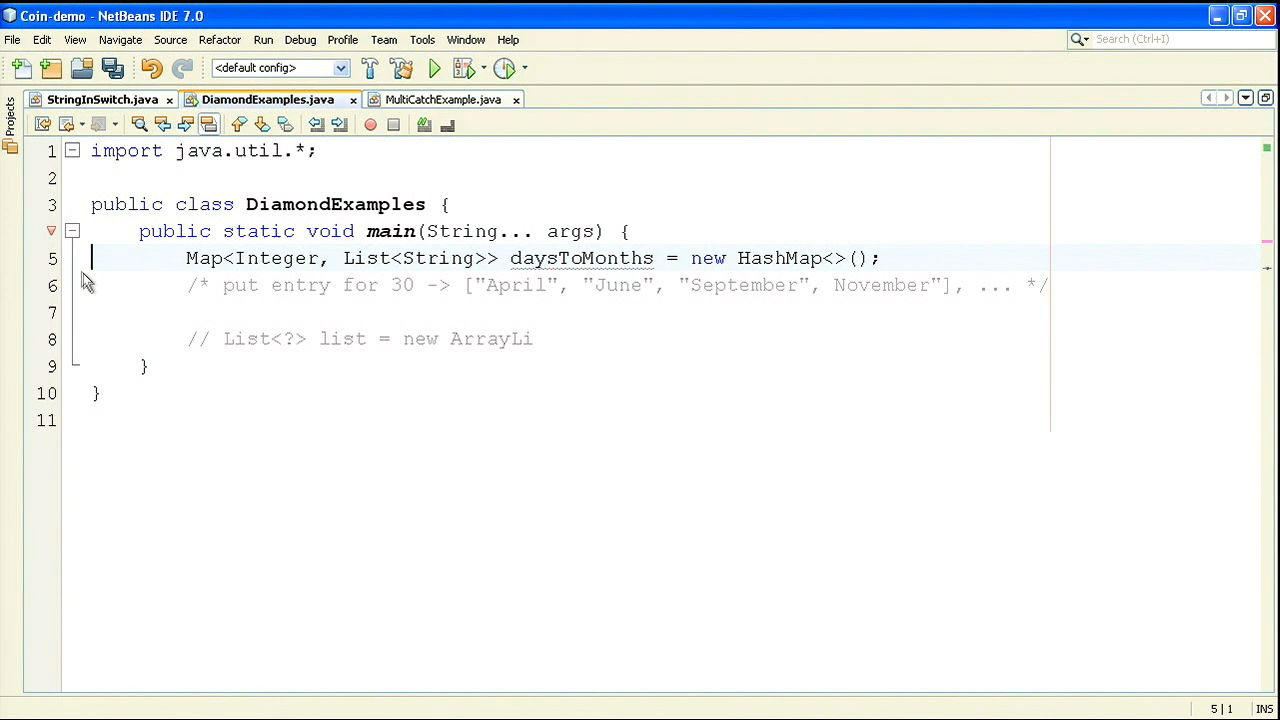 Coin-demo - NetBeans IDE 7.0
File Edit View Navigate Source Refactor Run Debug Profile Team Tools Window Help
Search (Ctrl+I)
<default config>
Projects
StringInSwitch.java x DiamondExamples.java x MultiCatchExample.java x
1 import java.util.*;
2
3 public class DiamondExamples {
4 public static void main(String... args) {
5 Map<Integer, List<String>> daysToMonths = new HashMap<>();
6 /* put entry for 30 -> ["April", "June", "September", November"], ... */
7
8 // List<?> list = new ArrayLi
9 }
10 }
11
5 | 1 INS